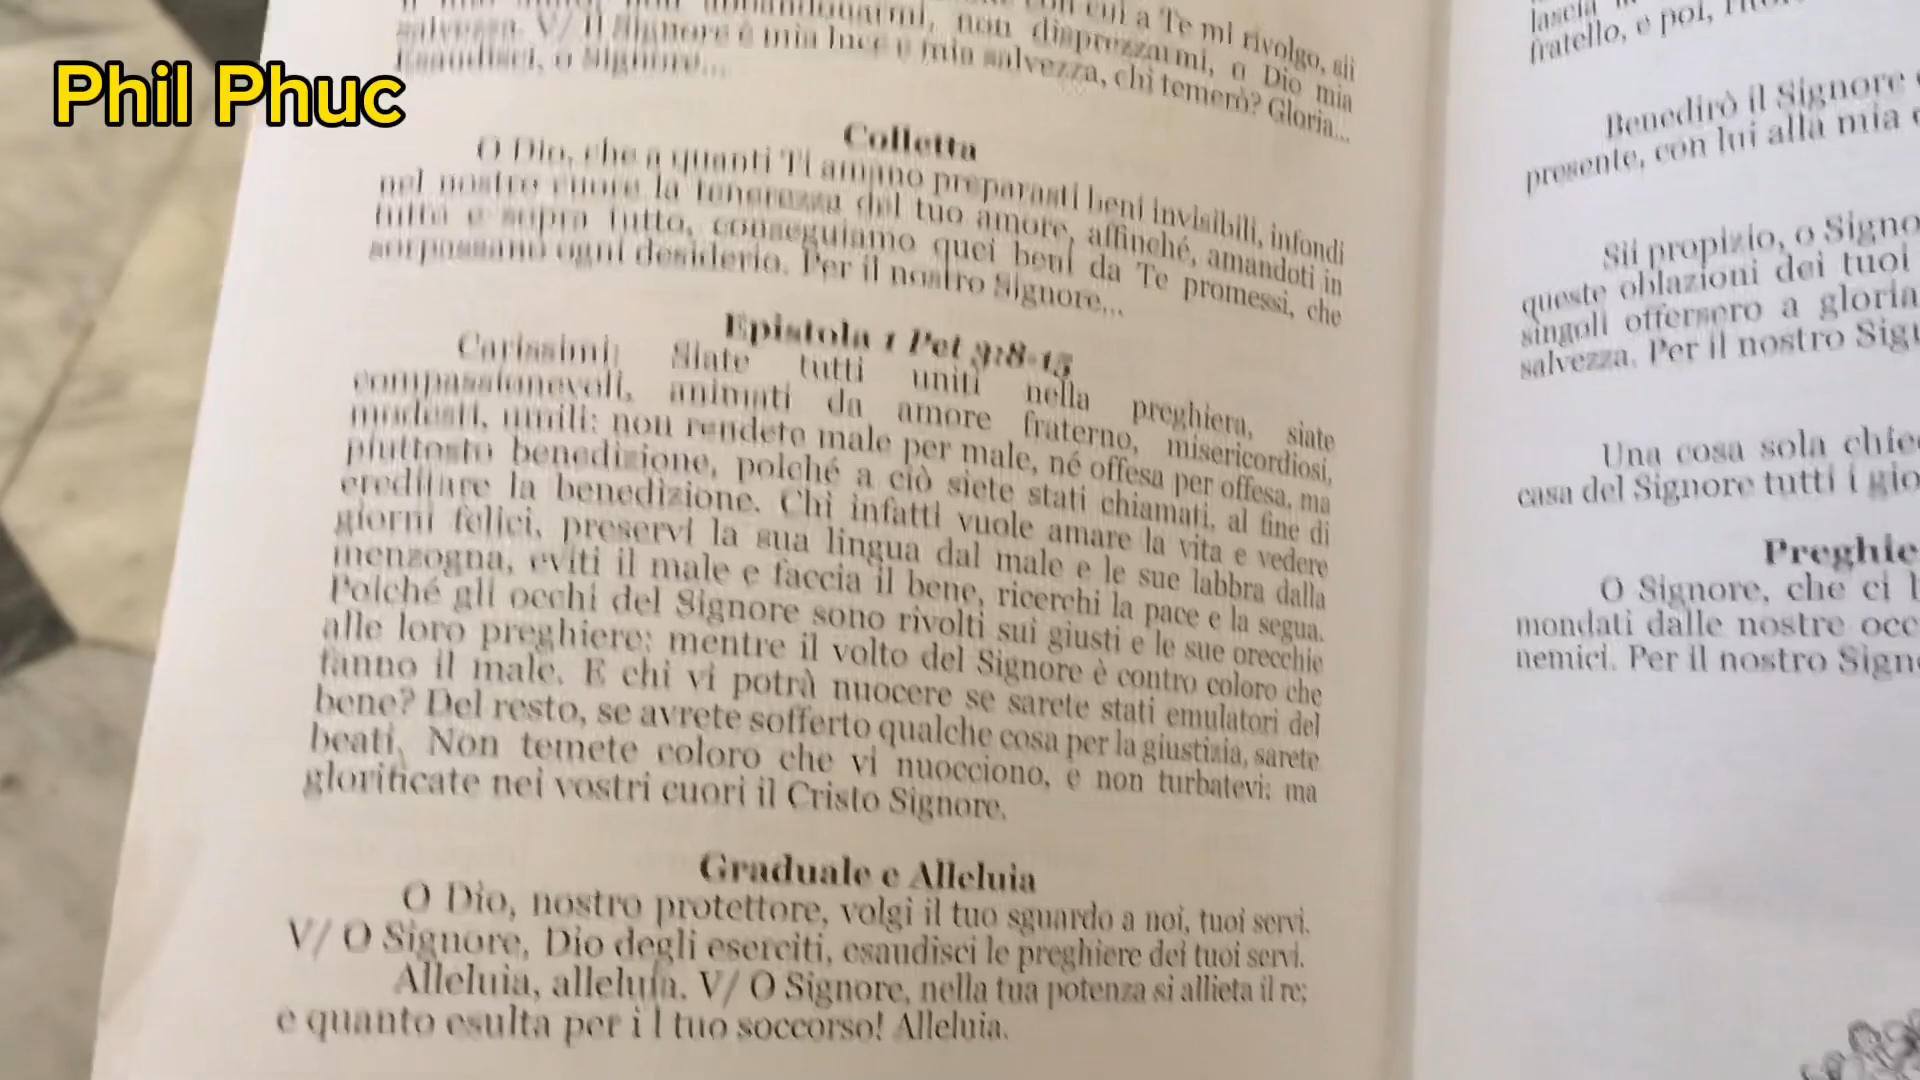 Phil Phuc
con cui a Te mi rivolgo, sii
abbandonarmi, non disprezzarmi, o Dio mia
salvezza. V/ Il Signore è mia luce e mia salvezza, chi temerò? Gloria...
Esaudisci, o Signore...
Colletta
O Dio, che a quanti Ti amano preparasti beni invisibili, infondi
nel nostro cuore la tenerezza del tuo amore, affinché, amandoti in
tutto e sopra tutto, conseguiamo quei beni da Te promessi, che
sorpassano ogni desiderio. Per il nostro Signore...
Epistola 1 Pet 3:8-15
Carissimi: Siate tutti uniti nella preghiera, siate
compassionevoli, animati da amore fraterno, misericordiosi,
modesti, umili: non rendete male per male, né offesa per offesa, ma
piuttosto benedizione, poiché a ciò siete stati chiamati, al fine di
ereditare la benedizione. Chi infatti vuole amare la vita e vedere
giorni felici, preservi la sua lingua dal male e le sue labbra dalla
menzogna, eviti il male e faccia il bene, ricerchi la pace e la segua.
Poiché gli occhi del Signore sono rivolti sui giusti e le sue orecchie
alle loro preghiere: mentre il volto del Signore è contro coloro che
fanno il male. E chi vi potrà nuocere se sarete stati emulatori del
bene? Del resto, se avrete sofferto qualche cosa per la giustizia, sarete
beati. Non temete coloro che vi nuocciono, e non turbatevi: ma
glorificate nei vostri cuori il Cristo Signore.
Graduale e Alleluia
O Dio, nostro protettore, volgi il tuo sguardo a noi, tuoi servi.
V/ O Signore, Dio degli eserciti, esaudisci le preghiere dei tuoi servi.
Alleluia, alleluia. V/ O Signore, nella tua potenza si allieta il re;
e quanto esulta per i l tuo soccorso! Alleluia.
lascia
fratello, e poi,
Benedirò il Signore
presente, con lui alla mia
Sii propizio, o Signo
queste oblazioni dei tuoi
singoli offersero a gloria
salvezza. Per il nostro Sig
Una cosa sola chie
casa del Signore tutti i gio
Preghie
O Signore, che ci
mondati dalle nostre occ
nemici. Per il nostro Sign